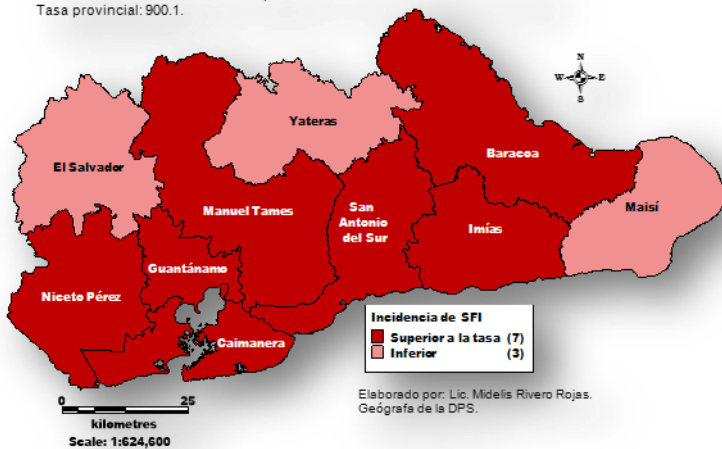 Tasa provincial: 900.1.
N
W E
S
Yateras
El Salvador
Baracoa
Maisí
Manuel Tames
San
Antonio
del Sur
Imías
Guantánamo
Niceto Pérez
Caimanera
Incidencia de SFI
Superior a la tasa (7)
Inferior (3)
0 25
kilometres
Scale: 1:624,600
Elaborado por: Lic. Midelis Rivero Rojas.
Geógrafa de la DPS.